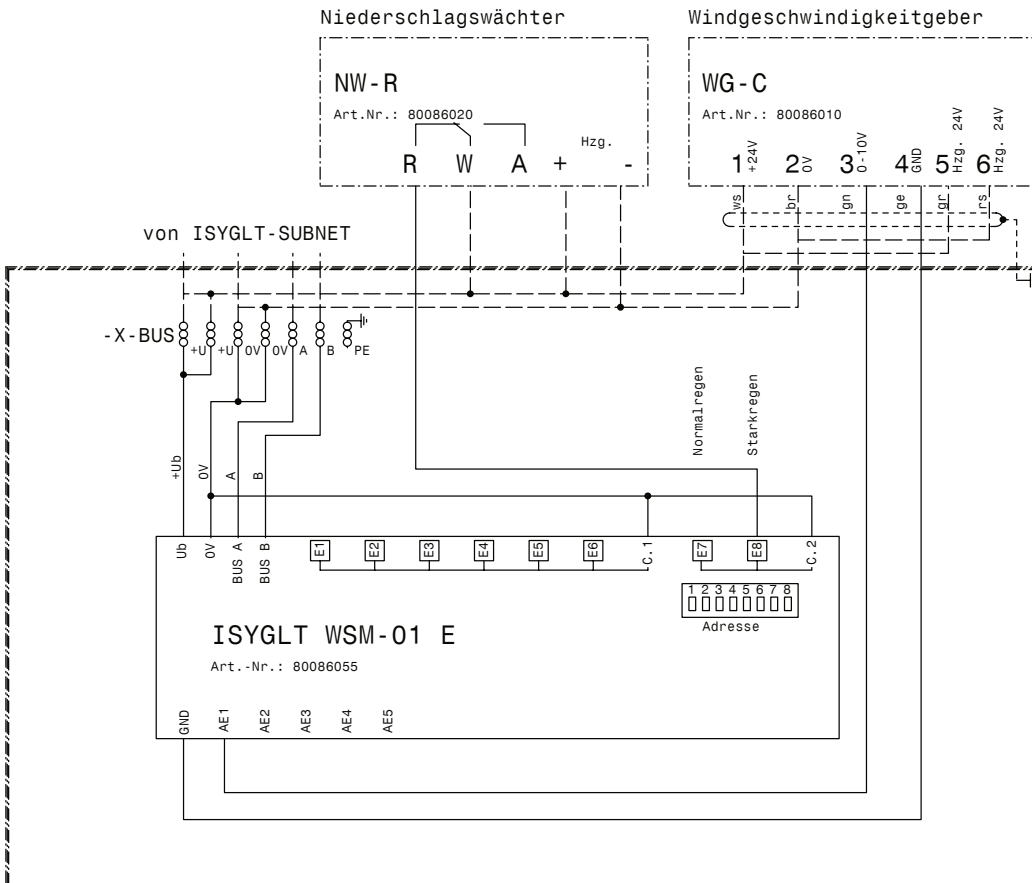 Niederschlagswächter
Windgeschwindigkeitgeber
NW-R
Art.Nr.: 80086020
Hzg.
R W A + -
WG-C
Art.Nr.: 80086010
1 +24V 2 0V 3 0-10V 4 GND 5 Hzg. 24V 6 Hzg. 24V
ws br gn ge gr rs
von ISYGLT-SUBNET
-X-BUS
+U +U 0V 0V A B PE
Normalregen
Starkregen
+Ub 0V A B
Ub 0V BUS A BUS B E1 E2 E3 E4 E5 E6 C.1 E7 E8 C.2
1 2 3 4 5 6 7 8
Adresse
ISYGLT WSM-01 E
Art.-Nr.: 80086055
GND AE1 AE2 AE3 AE4 AE5